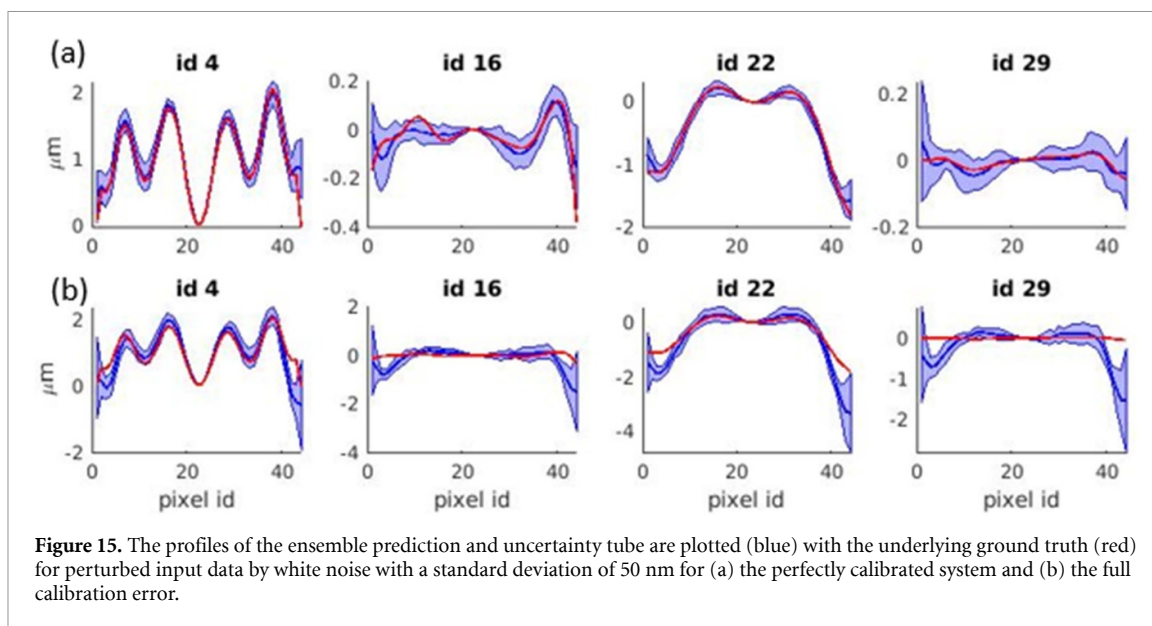 (a)
id 4 id 16 id 22 id 29
2 0.2 0 0.2
μm 1 0 -1 0
-0.2
0 -0.4 -2 -0.2
0 20 40 0 20 40 0 20 40 0 20 40
(b)
id 4 id 16 id 22 id 29
2 2 0 0
μm 0 0 -2 -1
-2 -4 -2
-2 -4
0 20 40 0 20 40 0 20 40 0 20 40
pixel id pixel id pixel id pixel id
Figure 15. The profiles of the ensemble prediction and uncertainty tube are plotted (blue) with the underlying ground truth (red)
for perturbed input data by white noise with a standard deviation of 50 nm for (a) the perfectly calibrated system and (b) the full
calibration error.